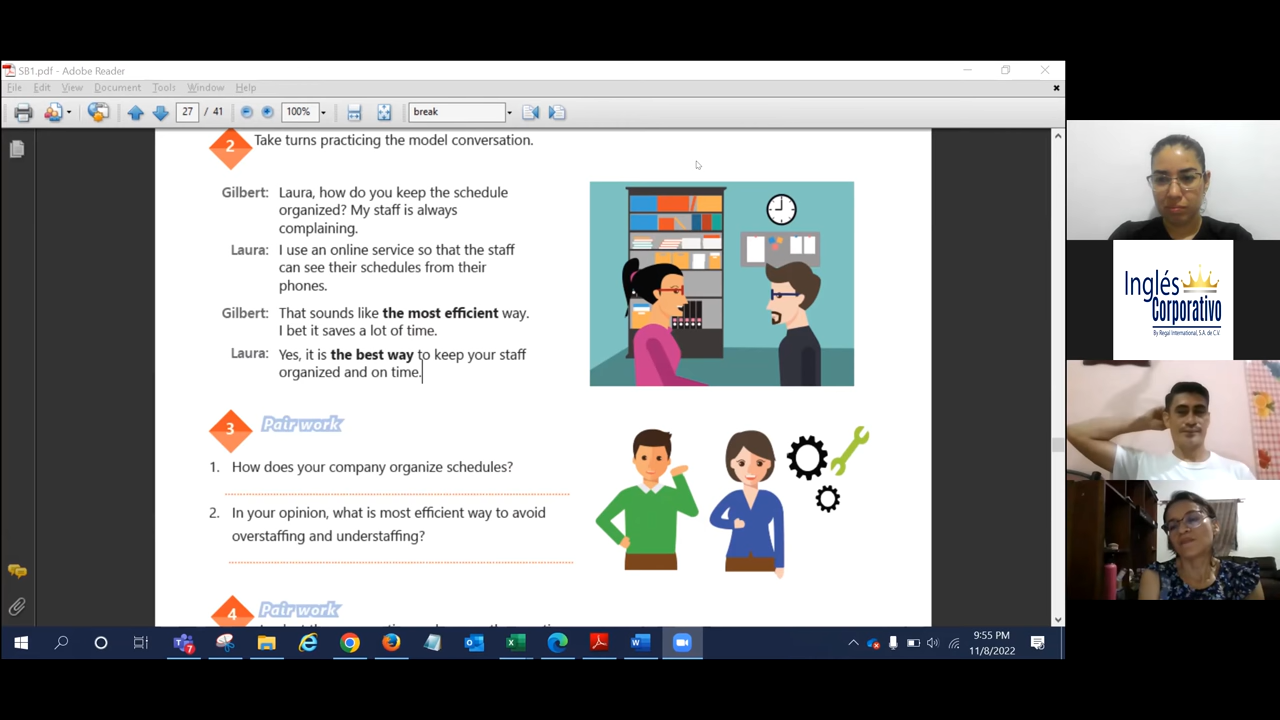 SB1.pdf - Adobe Reader
File Edit View Document Tools Window Help
27 / 41 100% break
2 Take turns practicing the model conversation.
Gilbert: Laura, how do you keep the schedule
organized? My staff is always
complaining.
Laura: I use an online service so that the staff
can see their schedules from their
phones.
Gilbert: That sounds like the most efficient way.
I bet it saves a lot of time.
Laura: Yes, it is the best way to keep your staff
organized and on time.
3 Pair work
1. How does your company organize schedules?
2. In your opinion, what is most efficient way to avoid
overstaffing and understaffing?
4 Pair work
Inglés
Corporativo
By Regal International, S.A. de C.V.
7
9:55 PM
11/8/2022